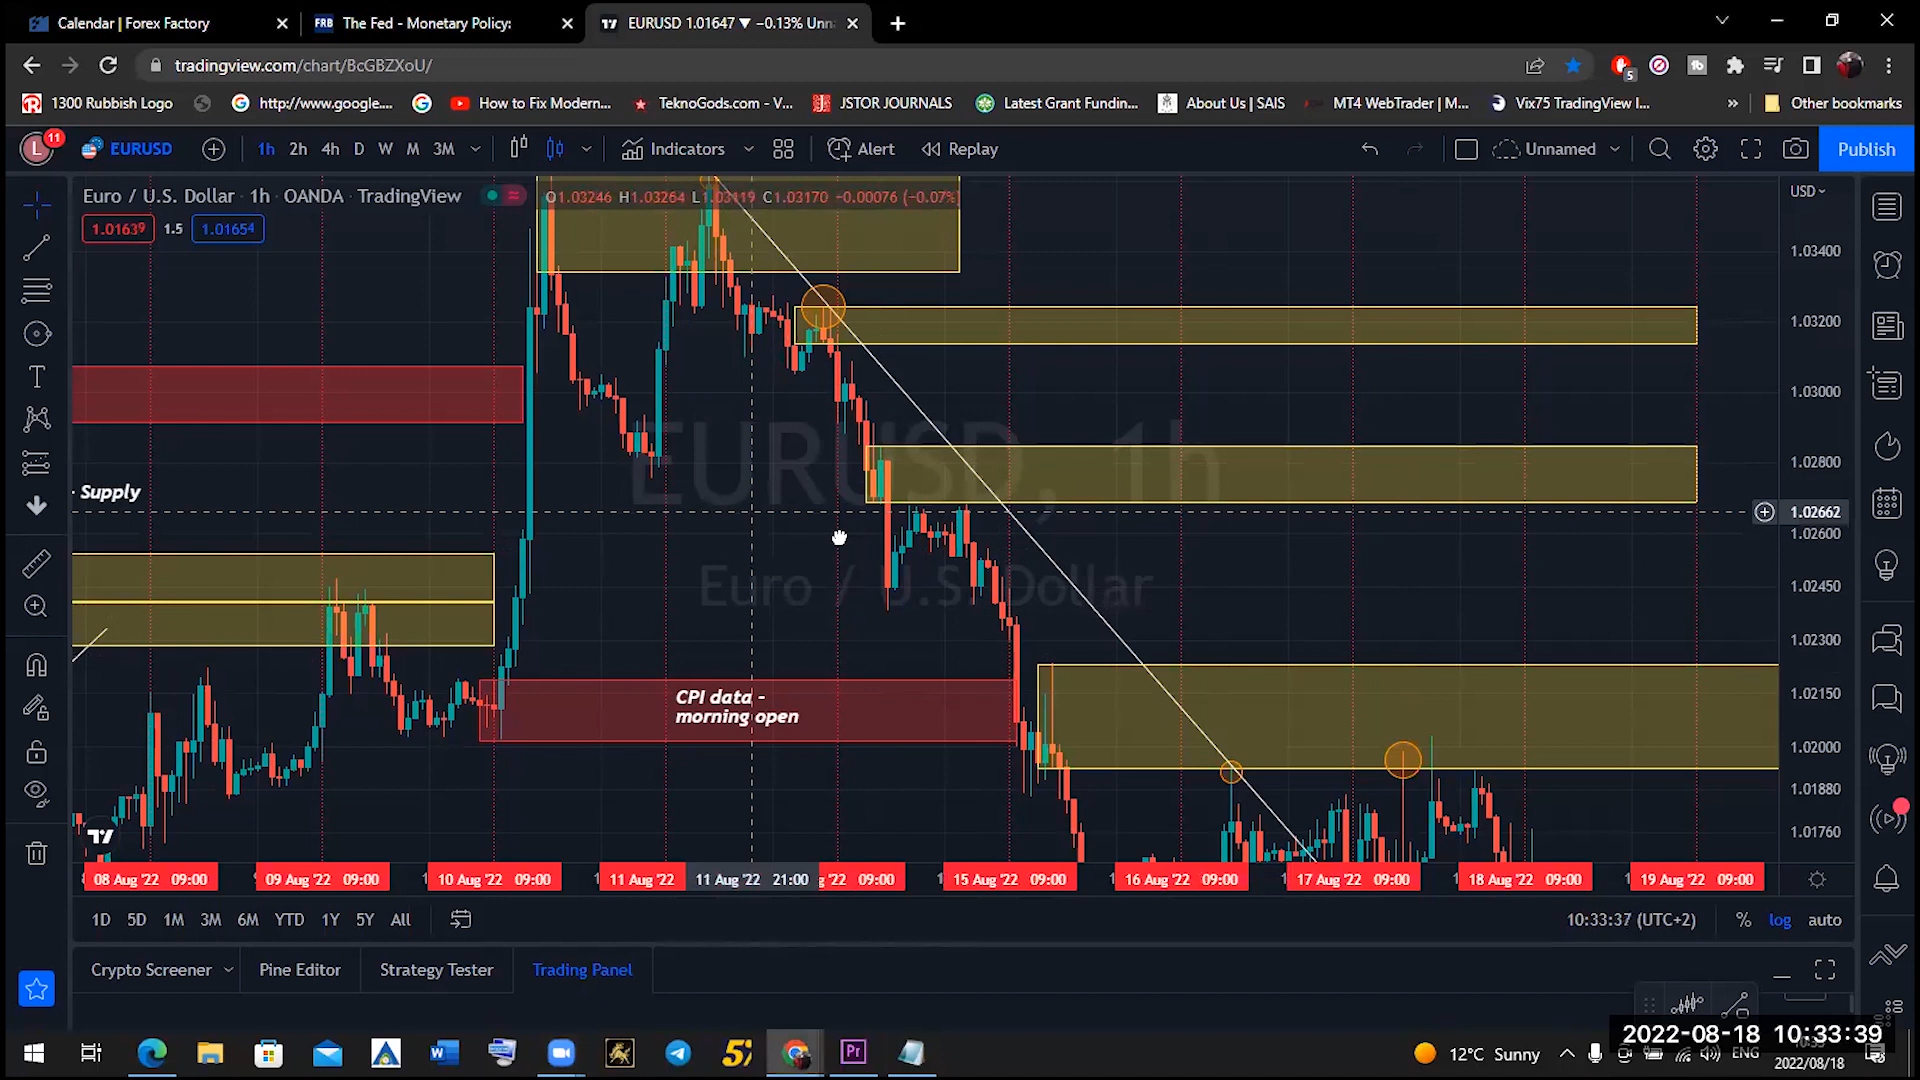 Calendar | Forex Factory
FRB The Fed - Monetary Policy:
EURUSD 1.01647 ▼ −0.13% Unn
tradingview.com/chart/BcGBZXoU/
5
1300 Rubbish Logo
http://www.google....
How to Fix Modern...
TeknoGods.com - V...
JSTOR JOURNALS
Latest Grant Fundin...
About Us | SAIS
MT4 WebTrader | M...
Vix75 TradingView I...
» Other bookmarks
L 11
EURUSD
1h 2h 4h D W M 3M
Indicators
Alert
Replay
Unnamed
Publish
Euro / U.S. Dollar · 1h · OANDA · TradingView
O1.03246 H1.03264 L1.03119 C1.03170 −0.00076 (−0.07%)
1.01639 1.5 1.01654
USD
1.03400
1.03200
1.03000
1.02800
1.02662
1.02600
1.02450
1.02300
1.02150
1.02000
1.01880
1.01760
EURUSD, 1h
Euro / U.S. Dollar
- Supply
CPI data -
morning open
08 Aug '22 09:00
09 Aug '22 09:00
10 Aug '22 09:00
11 Aug '22
11 Aug '22 21:00
'22 09:00
15 Aug '22 09:00
16 Aug '22 09:00
17 Aug '22 09:00
18 Aug '22 09:00
19 Aug '22 09:00
1D 5D 1M 3M 6M YTD 1Y 5Y All
10:33:37 (UTC+2) % log auto
Crypto Screener
Pine Editor
Strategy Tester
Trading Panel
2022-08-18 10:33:39
12°C Sunny
ENG
2022/08/18